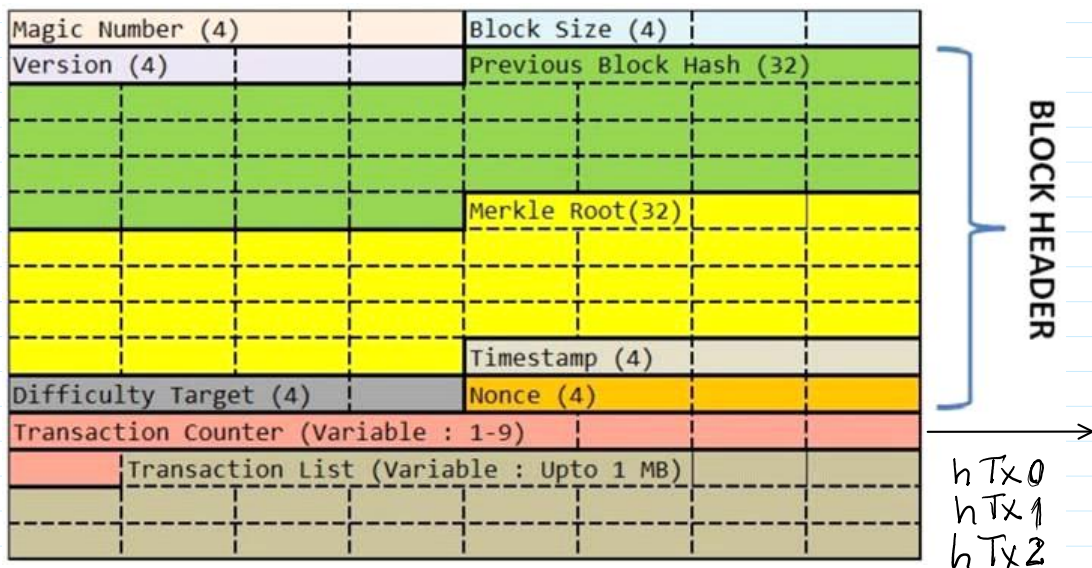 Magic Number (4)
Block Size (4)
Version (4)
Previous Block Hash (32)
Merkle Root(32)
Timestamp (4)
Difficulty Target (4)
Nonce (4)
Transaction Counter (Variable : 1-9)
Transaction List (Variable : Upto 1 MB)
BLOCK HEADER
hTx0
hTx1
hTx2